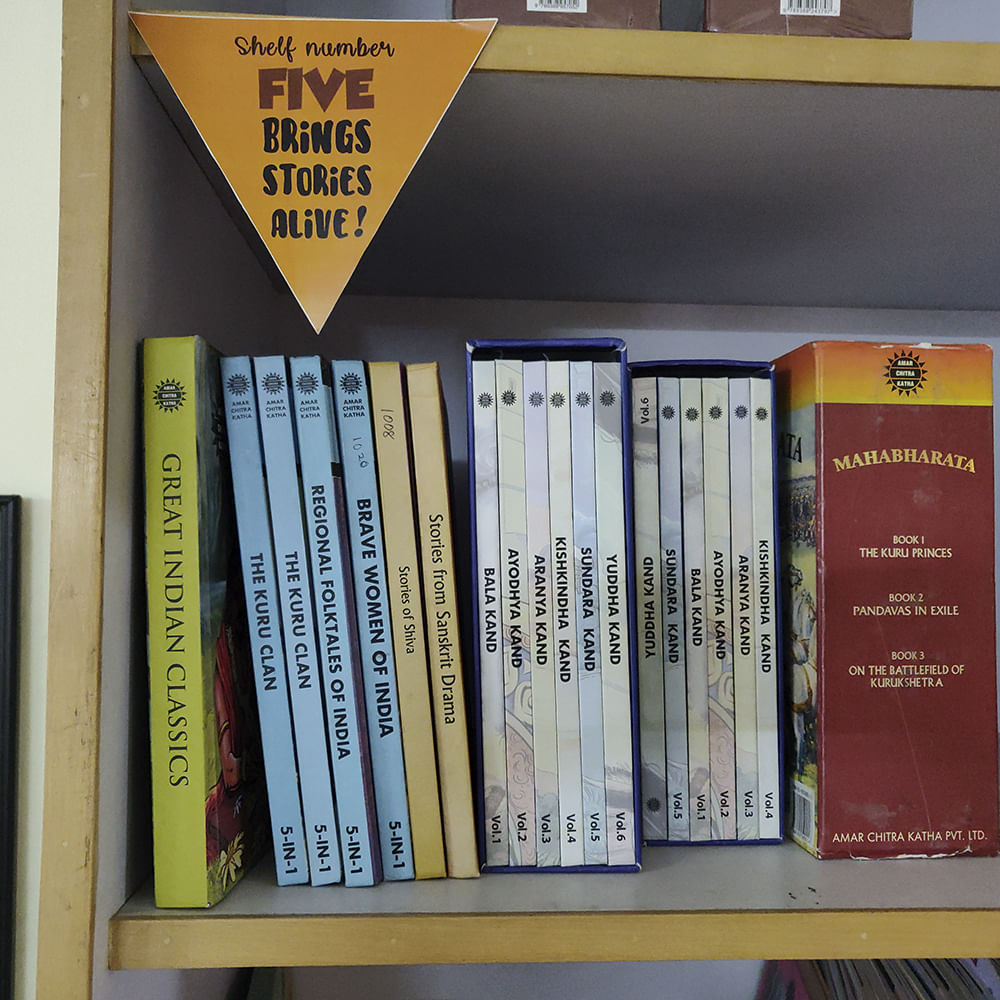 Shelf number
FIVE
BRINGS
STORIES
ALIVE!
AMAR
CHITRA
KATHA
GREAT INDIAN CLASSICS
AMAR
CHITRA
KATHA
THE KURU CLAN
5-IN-1
AMAR
CHITRA
KATHA
THE KURU CLAN
5-IN-1
AMAR
CHITRA
KATHA
REGIONAL FOLKTALES OF INDIA
5-IN-1
AMAR
CHITRA
KATHA
1020
BRAVE WOMEN OF INDIA
5-IN-1
1008
Stories of Shiva
Stories from Sanskrit Drama
BALA KAND
Vol.1
AYODHYA KAND
Vol.2
ARANYA KAND
Vol.3
KISHKINDHA KAND
Vol.4
SUNDARA KAND
Vol.5
YUDDHA KAND
Vol.6
YUDDHA KAND
Vol.6
SUNDARA KAND
Vol.5
BALA KAND
Vol.1
AYODHYA KAND
Vol.2
ARANYA KAND
Vol.3
KISHKINDHA KAND
Vol.4
AMAR
CHITRA
KATHA
MAHABHARATA
BOOK 1
THE KURU PRINCES
BOOK 2
PANDAVAS IN EXILE
BOOK 3
ON THE BATTLEFIELD OF
KURUKSHETRA
AMAR CHITRA KATHA PVT. LTD.